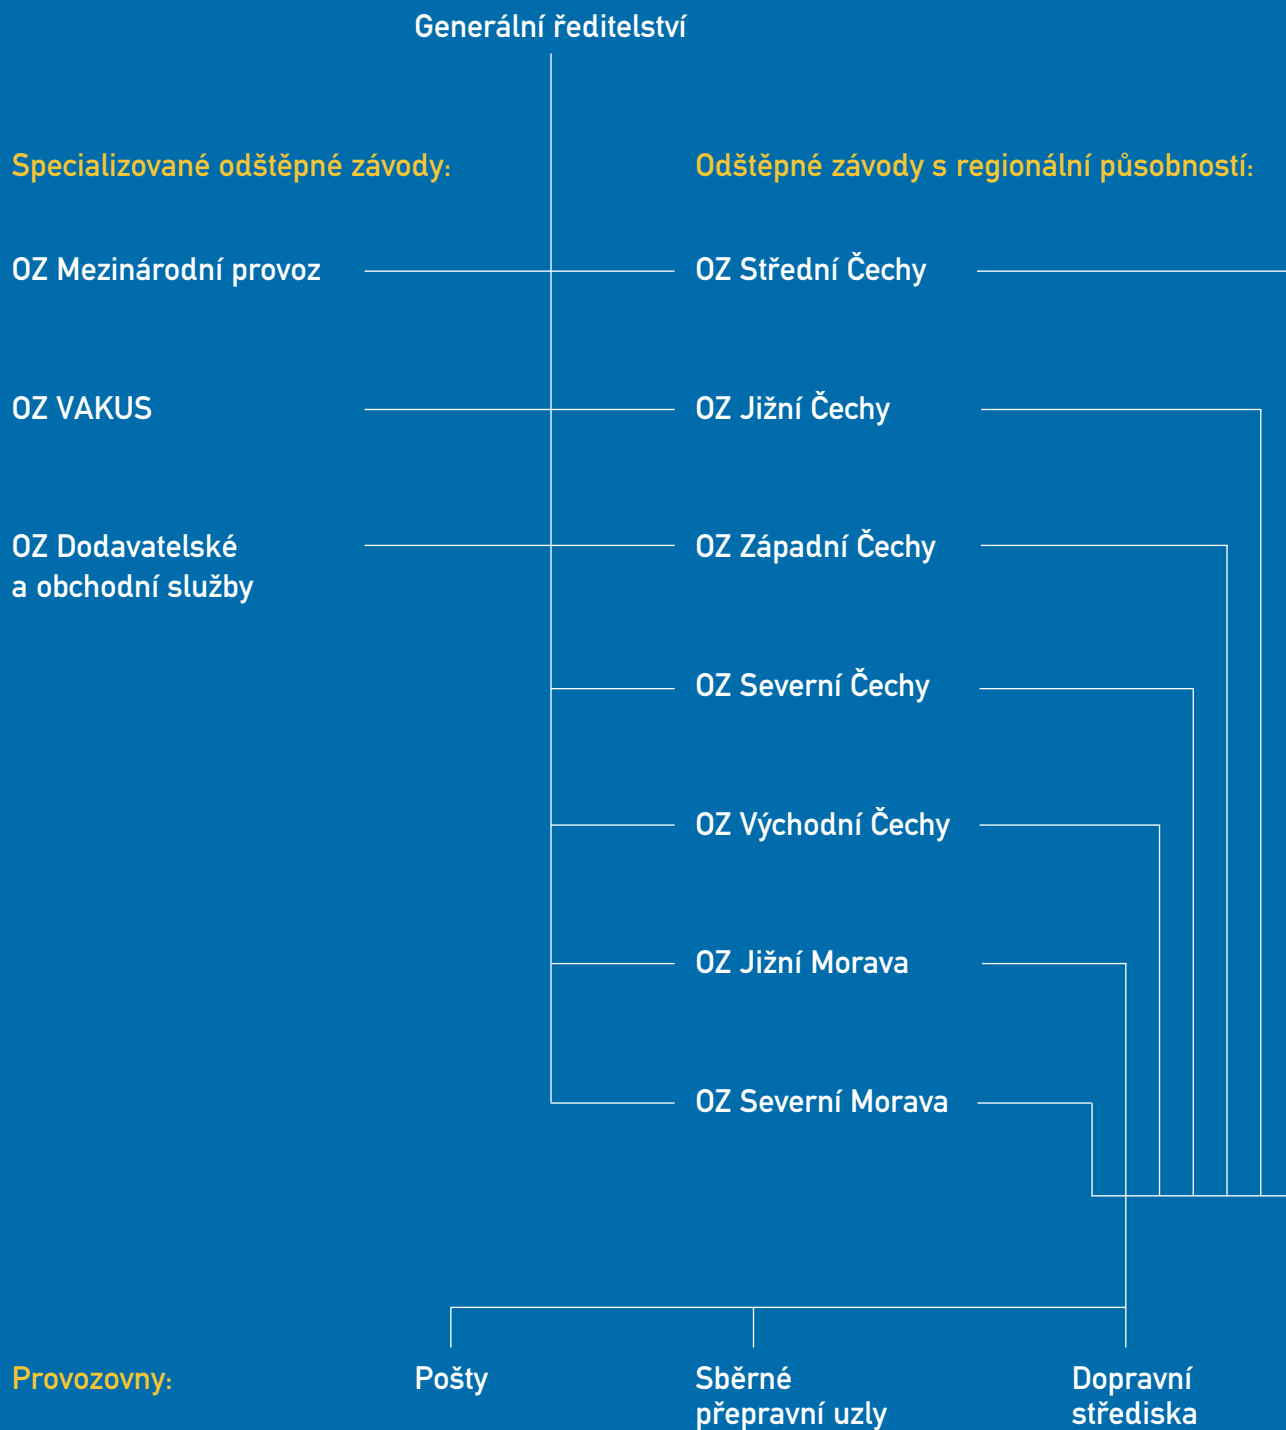 Generální ředitelství
Specializované odštěpné závody:
Odštěpné závody s regionální působností:
OZ Mezinárodní provoz
OZ Střední Čechy
OZ VAKUS
OZ Jižní Čechy
OZ Dodavatelské
a obchodní služby
OZ Západní Čechy
OZ Severní Čechy
OZ Východní Čechy
OZ Jižní Morava
OZ Severní Morava
Provozovny:
Pošty
Sběrné
přepravní uzly
Dopravní
střediska